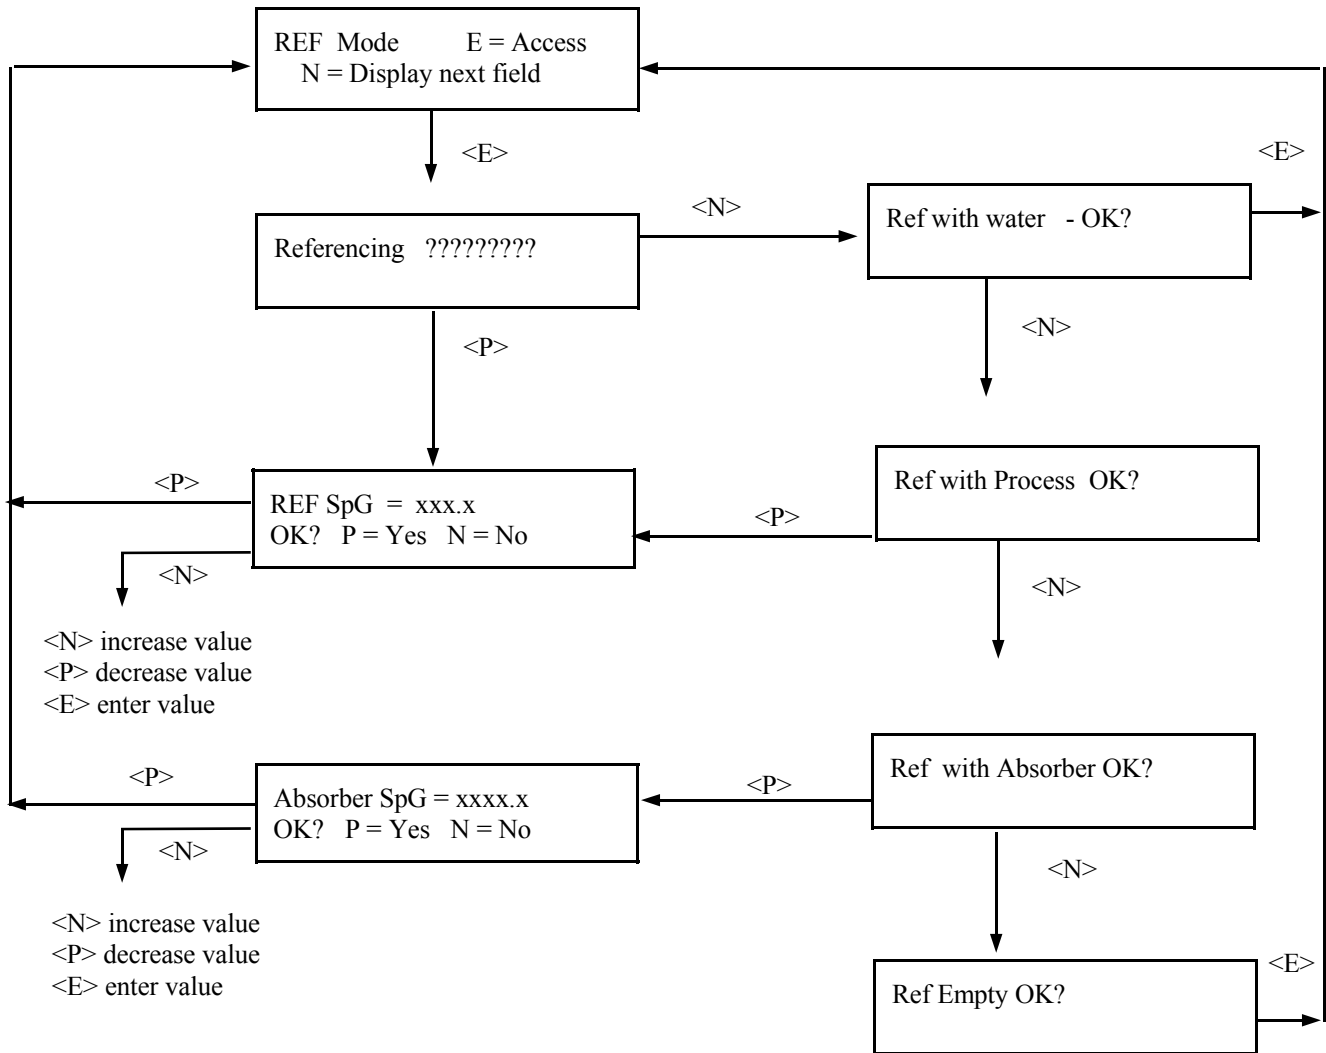 REF Mode E = Access
N = Display next field
<E>
<E>
<N>
Ref with water - OK?
Referencing ?????????
<N>
<P>
Ref with Process OK?
<P>
REF SpG = xxx.x
OK? P = Yes N = No
<P>
<N>
<N>
<N> increase value
<P> decrease value
<E> enter value
Ref with Absorber OK?
<P>
<P>
Absorber SpG = xxxx.x
OK? P = Yes N = No
<N>
<N>
<N> increase value
<P> decrease value
<E> enter value
<E>
Ref Empty OK?